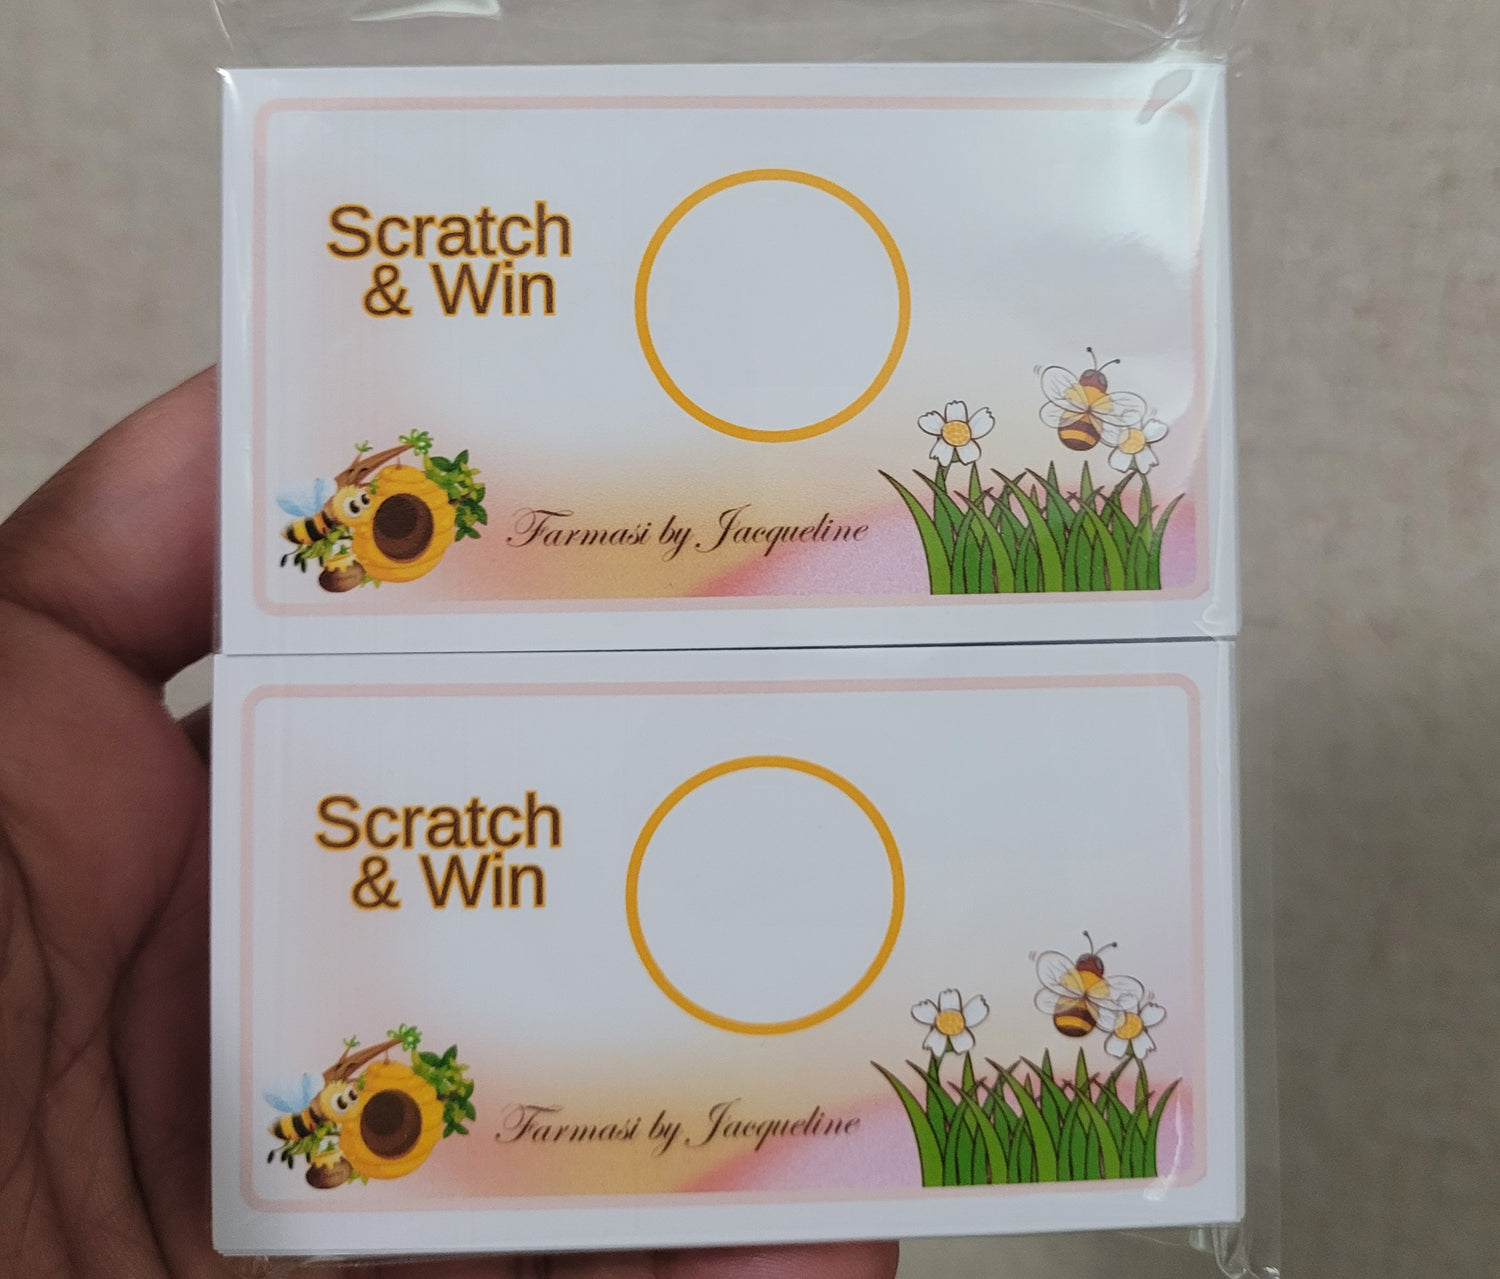 Scratch
& Win
Farmasi by Jacqueline
Scratch
& Win
Farmasi by Jacqueline